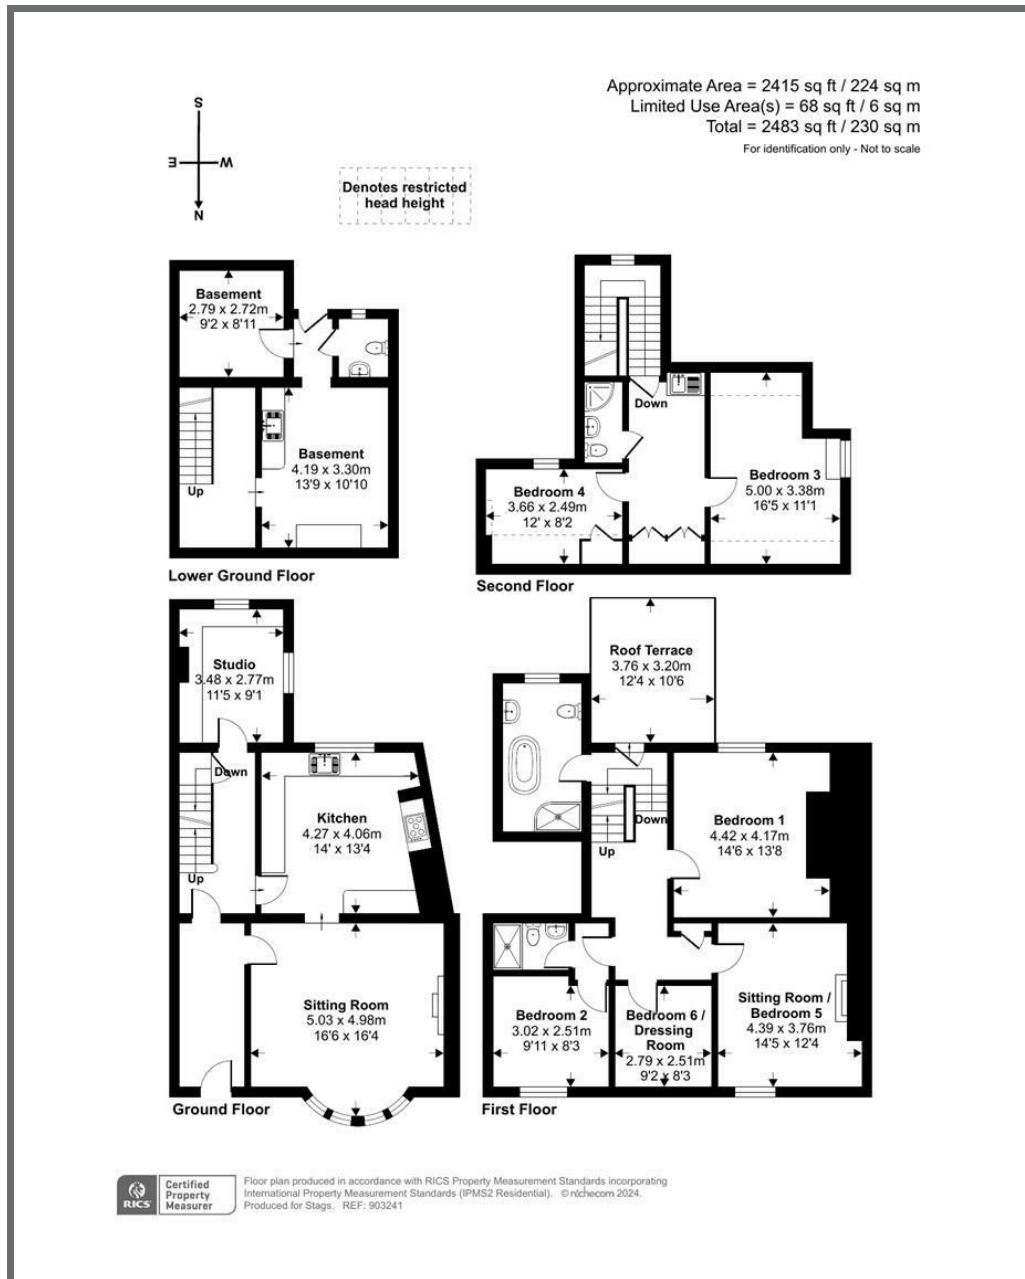 Approximate Area = 2415 sq ft / 224 sq m
Limited Use Area(s) = 68 sq ft / 6 sq m
Total = 2483 sq ft / 230 sq m
For identification only - Not to scale
S
E
W
N
Denotes restricted
head height
Basement
2.79 x 2.72m
9'2 x 8'11
Basement
4.19 x 3.30m
13'9 x 10'10
Up
Lower Ground Floor
Down
Bedroom 3
5.00 x 3.38m
16'5 x 11'1
Bedroom 4
3.66 x 2.49m
12' x 8'2
Second Floor
Studio
3.48 x 2.77m
11'5 x 9'1
Down
Kitchen
4.27 x 4.06m
14' x 13'4
Up
Sitting Room
5.03 x 4.98m
16'6 x 16'4
Ground Floor
Roof Terrace
3.76 x 3.20m
12'4 x 10'6
Down
Up
Bedroom 1
4.42 x 4.17m
14'6 x 13'8
Bedroom 2
3.02 x 2.51m
9'11 x 8'3
Bedroom 6 /
Dressing
Room
2.79 x 2.51m
9'2 x 8'3
Sitting Room /
Bedroom 5
4.39 x 3.76m
14'5 x 12'4
First Floor
RICS
Certified
Property
Measurer
Floor plan produced in accordance with RICS Property Measurement Standards incorporating
International Property Measurement Standards (IPMS2 Residential). © nichecom 2024.
Produced for Stags. REF: 903241